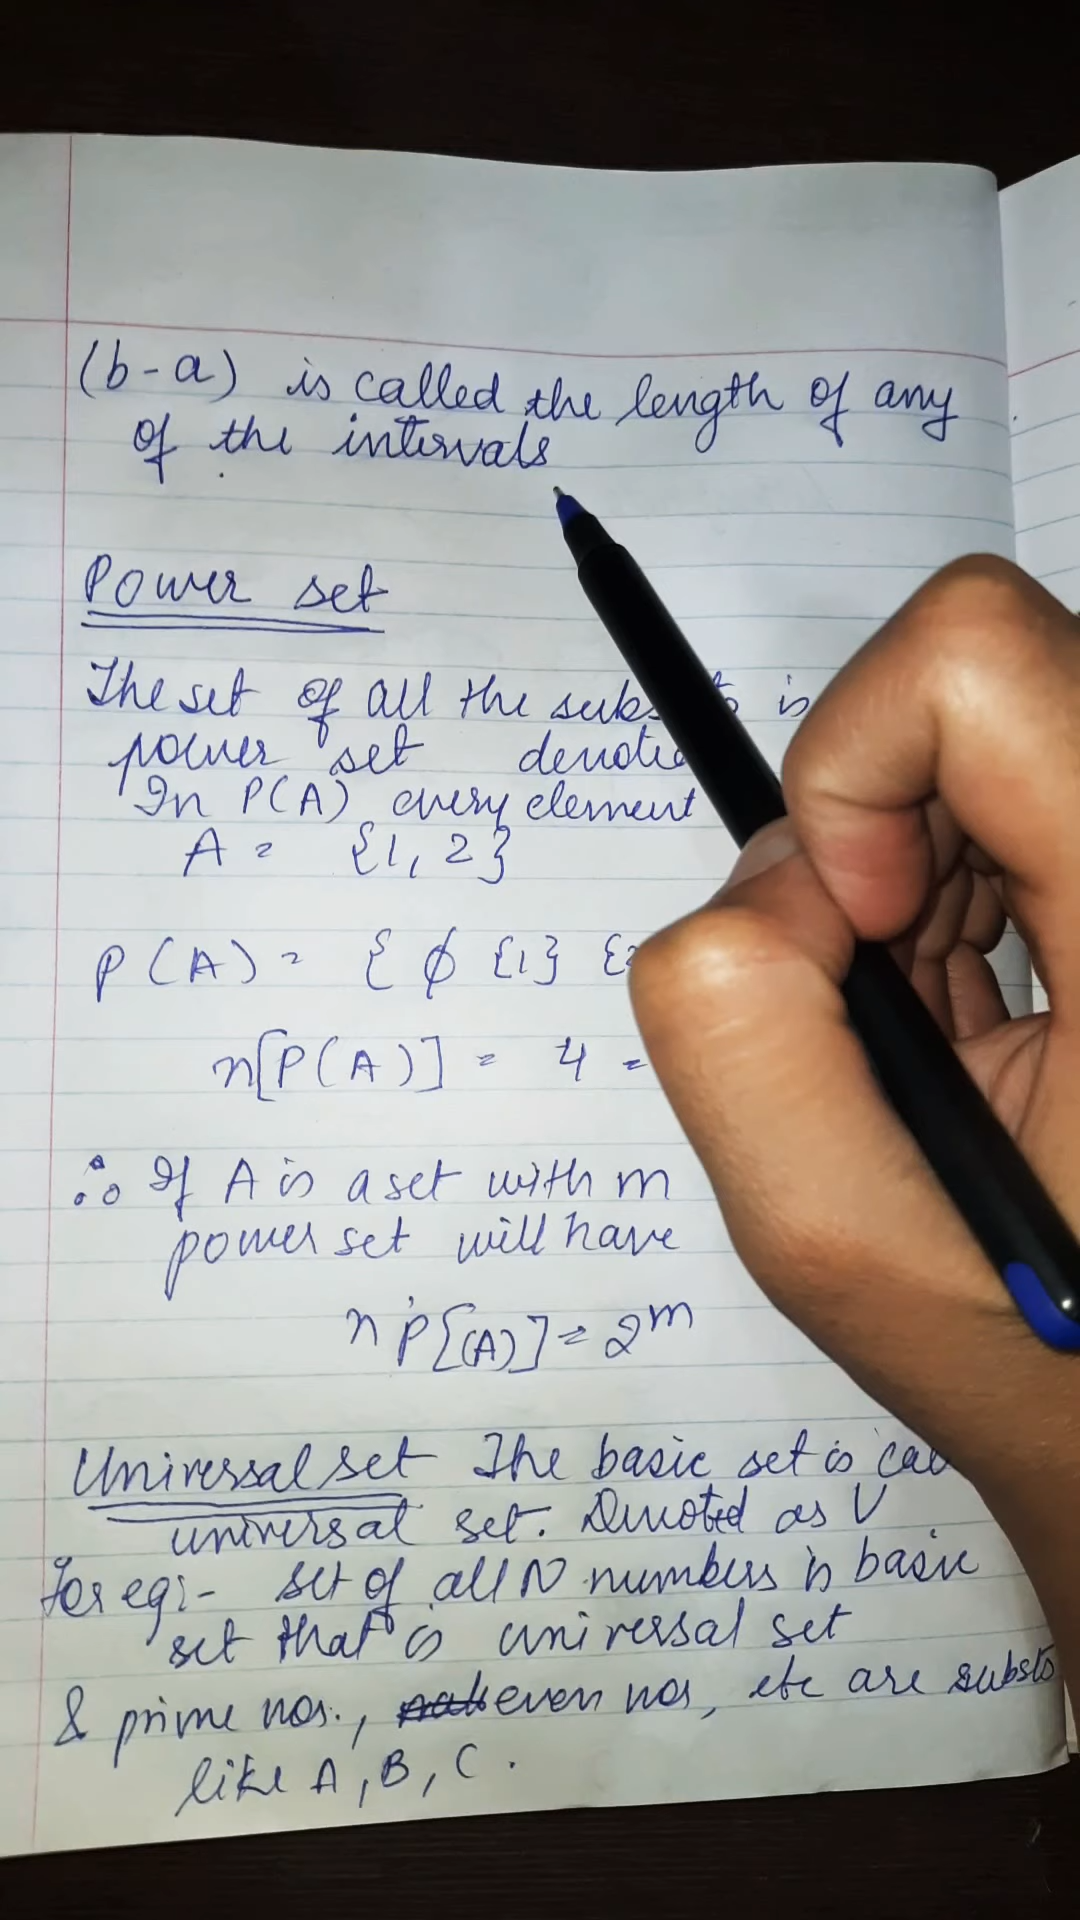 (b-a) is called the length of any
of the intervals
Power set
The set of all the is
power set
In P(A) every element
A = {1, 2}
P(A) = { ϕ {1}
n[P(A)] = 4 =
∴ If A is a set with m
power set will have
n P[(A)] = 2^m
Universal set The basic set is
universal set. Denoted as U
For eg:- set of all N numbers is basic
set that is universal set
& prime nos., even nos, etc are subsets
like A, B, C.